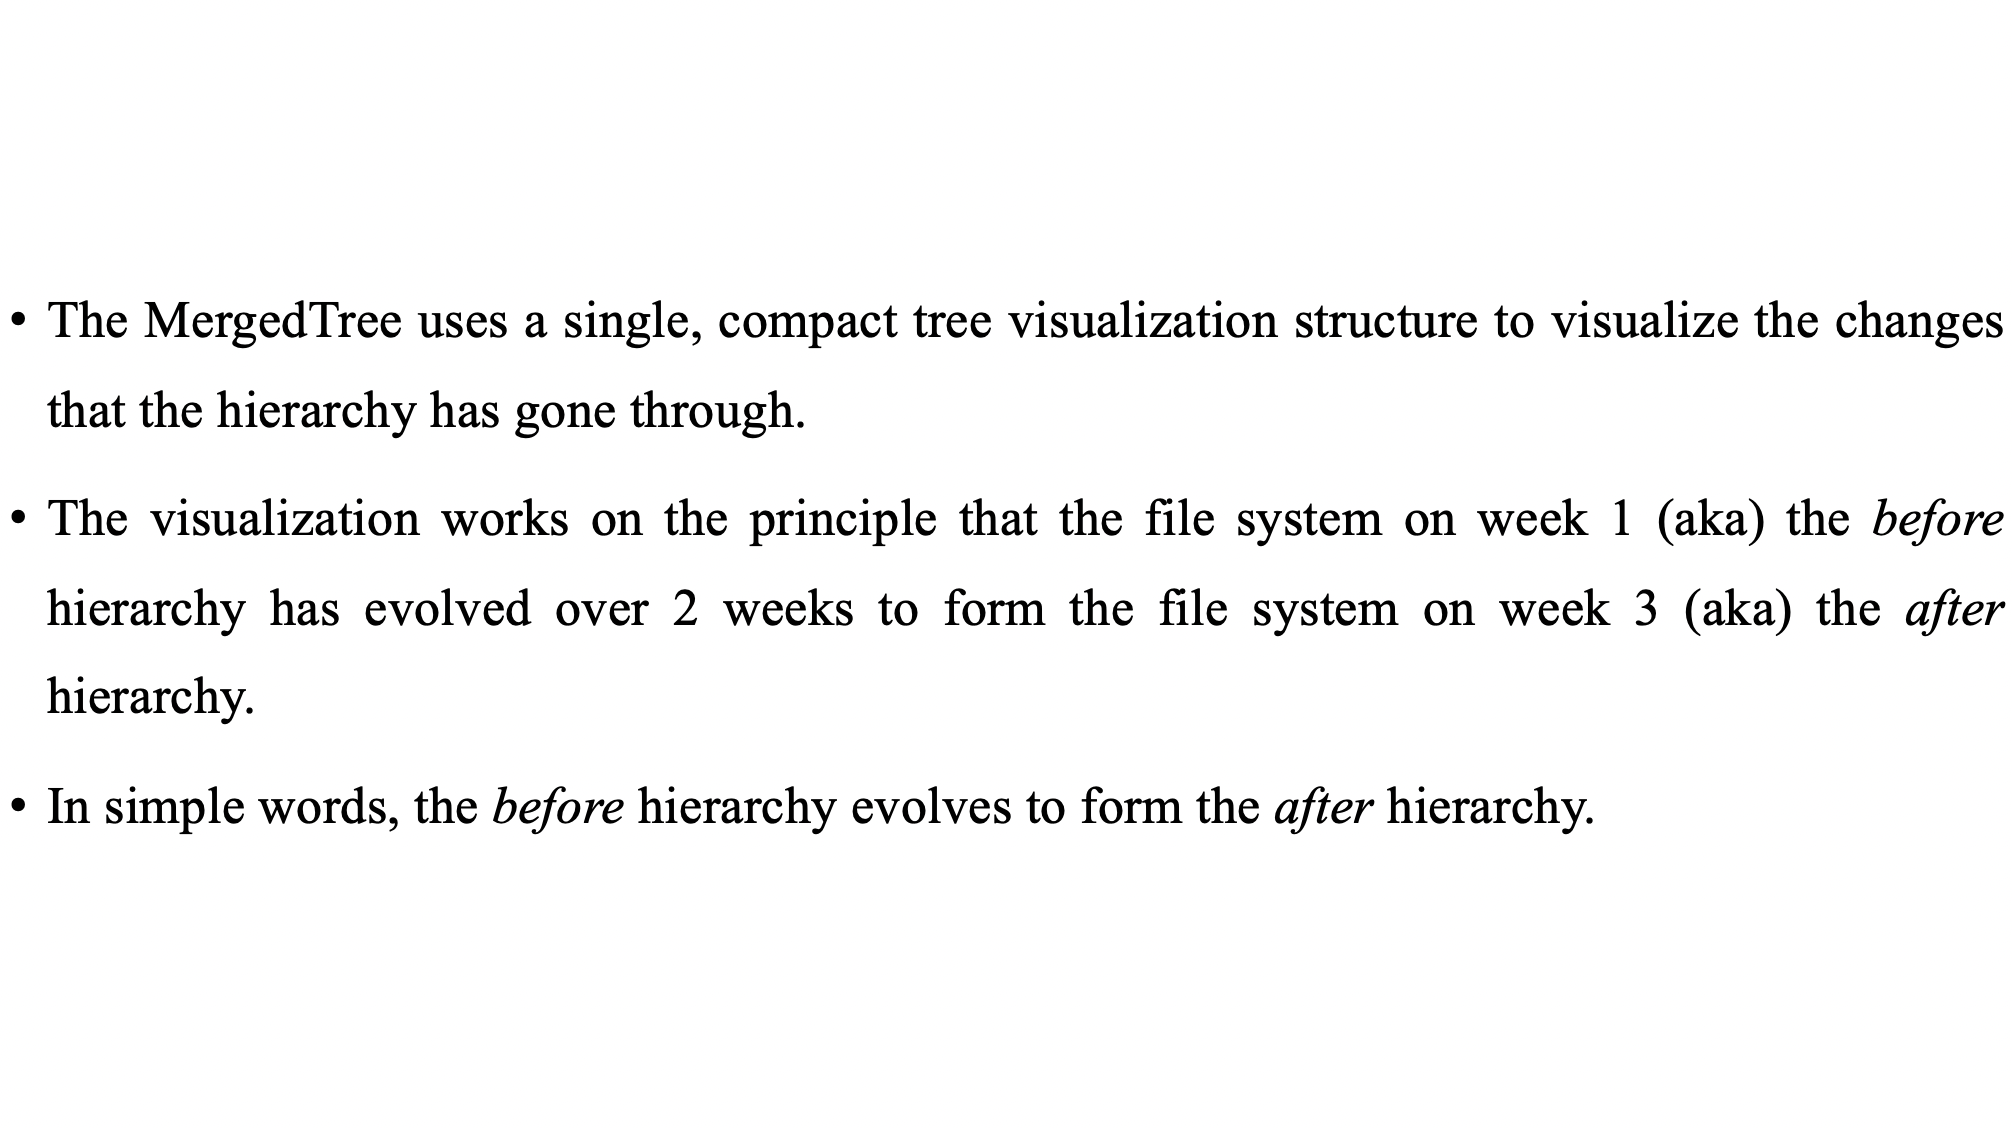 • The MergedTree uses a single, compact tree visualization structure to visualize the changes
that the hierarchy has gone through.
• The visualization works on the principle that the file system on week 1 (aka) the before
hierarchy has evolved over 2 weeks to form the file system on week 3 (aka) the after
hierarchy.
• In simple words, the before hierarchy evolves to form the after hierarchy.